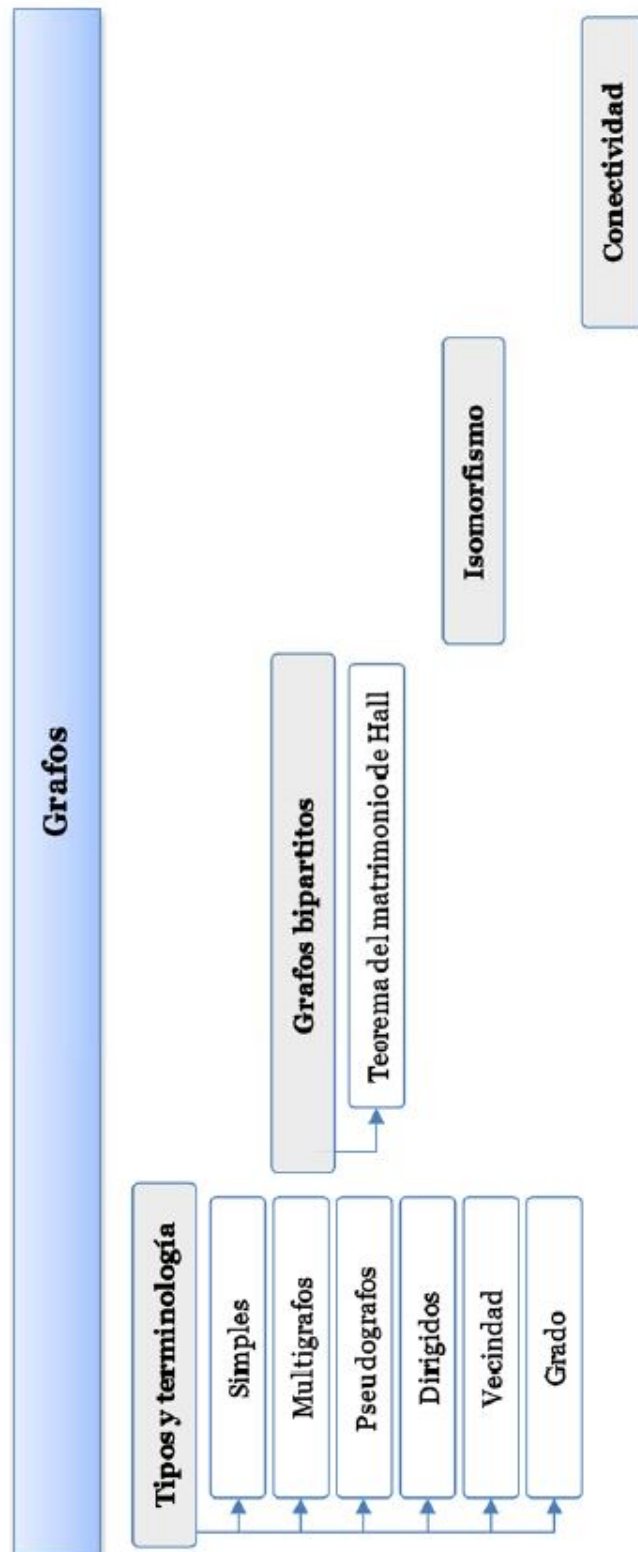 Grafos
Tipos y terminología
Simples
Multigrafos
Pseudografos
Dirigidos
Vecindad
Grado
Grafos bipartitos
Teorema del matrimonio de Hall
Isomorfismo
Conectividad